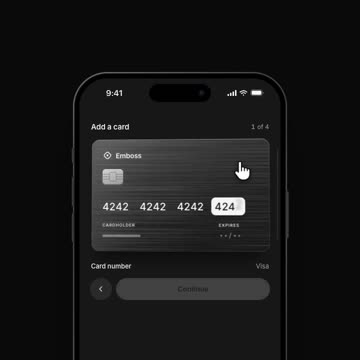 9:41
Add a card
1 of 4
Emboss
4242 4242 4242 424
CARDHOLDER
EXPIRES
••/••
Card number
Visa
Continue